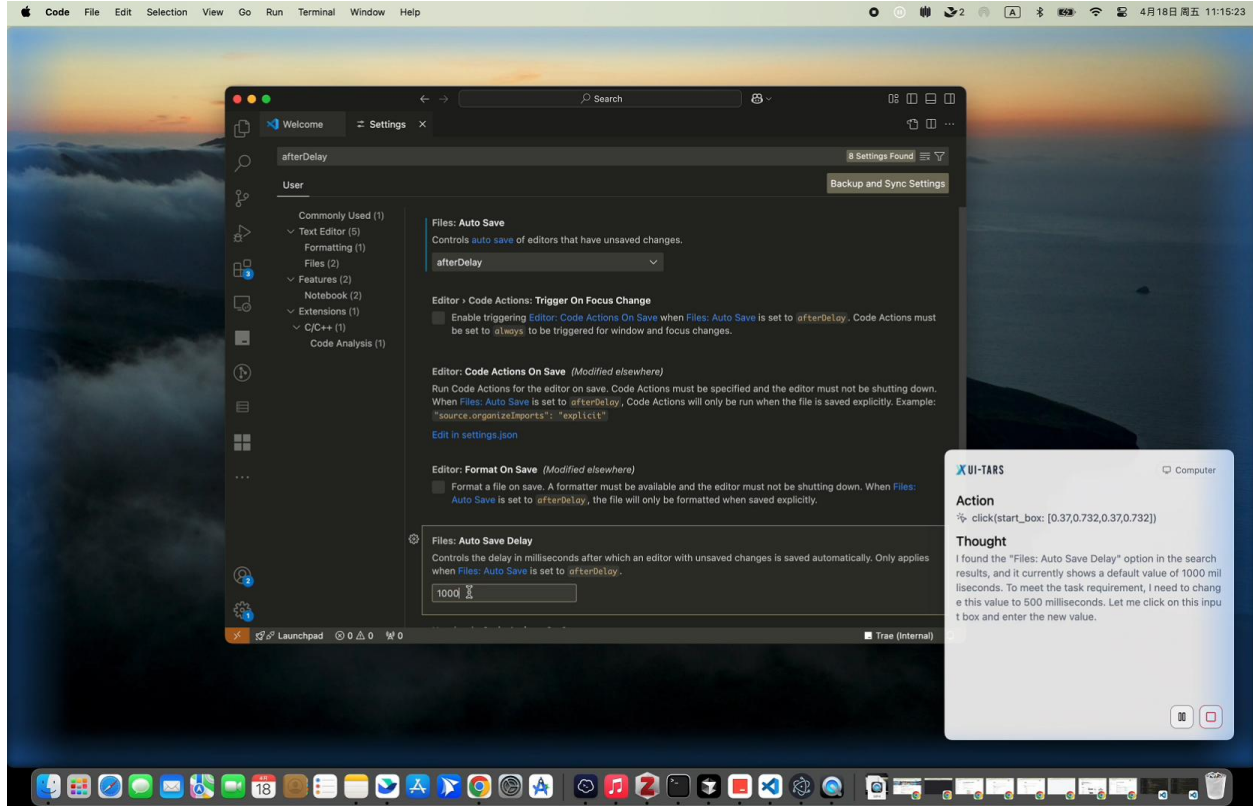 Code File Edit Selection View Go Run Terminal Window Help
2 A 4月18日 周五 11:15:23
Search
Welcome Settings
afterDelay 8 Settings Found
User Backup and Sync Settings
Commonly Used (1)
Text Editor (5)
Formatting (1)
Files (2)
Features (2)
Notebook (2)
Extensions (1)
C/C++ (1)
Code Analysis (1)
Files: Auto Save
Controls auto save of editors that have unsaved changes.
afterDelay
Editor › Code Actions: Trigger On Focus Change
Enable triggering Editor: Code Actions On Save when Files: Auto Save is set to afterDelay. Code Actions must
be set to always to be triggered for window and focus changes.
Editor: Code Actions On Save (Modified elsewhere)
Run Code Actions for the editor on save. Code Actions must be specified and the editor must not be shutting down.
When Files: Auto Save is set to afterDelay, Code Actions will only be run when the file is saved explicitly. Example:
"source.organizeImports": "explicit"
Edit in settings.json
Editor: Format On Save (Modified elsewhere)
Format a file on save. A formatter must be available and the editor must not be shutting down. When Files:
Auto Save is set to afterDelay, the file will only be formatted when saved explicitly.
Files: Auto Save Delay
Controls the delay in milliseconds after which an editor with unsaved changes is saved automatically. Only applies
when Files: Auto Save is set to afterDelay.
1000
3
2
1
Launchpad 0 0 0 Trae (Internal)
UI-TARS Computer
Action
click(start_box: [0.37,0.732,0.37,0.732])
Thought
I found the "Files: Auto Save Delay" option in the search
results, and it currently shows a default value of 1000 mil
liseconds. To meet the task requirement, I need to chang
e this value to 500 milliseconds. Let me click on this inpu
t box and enter the new value.
18